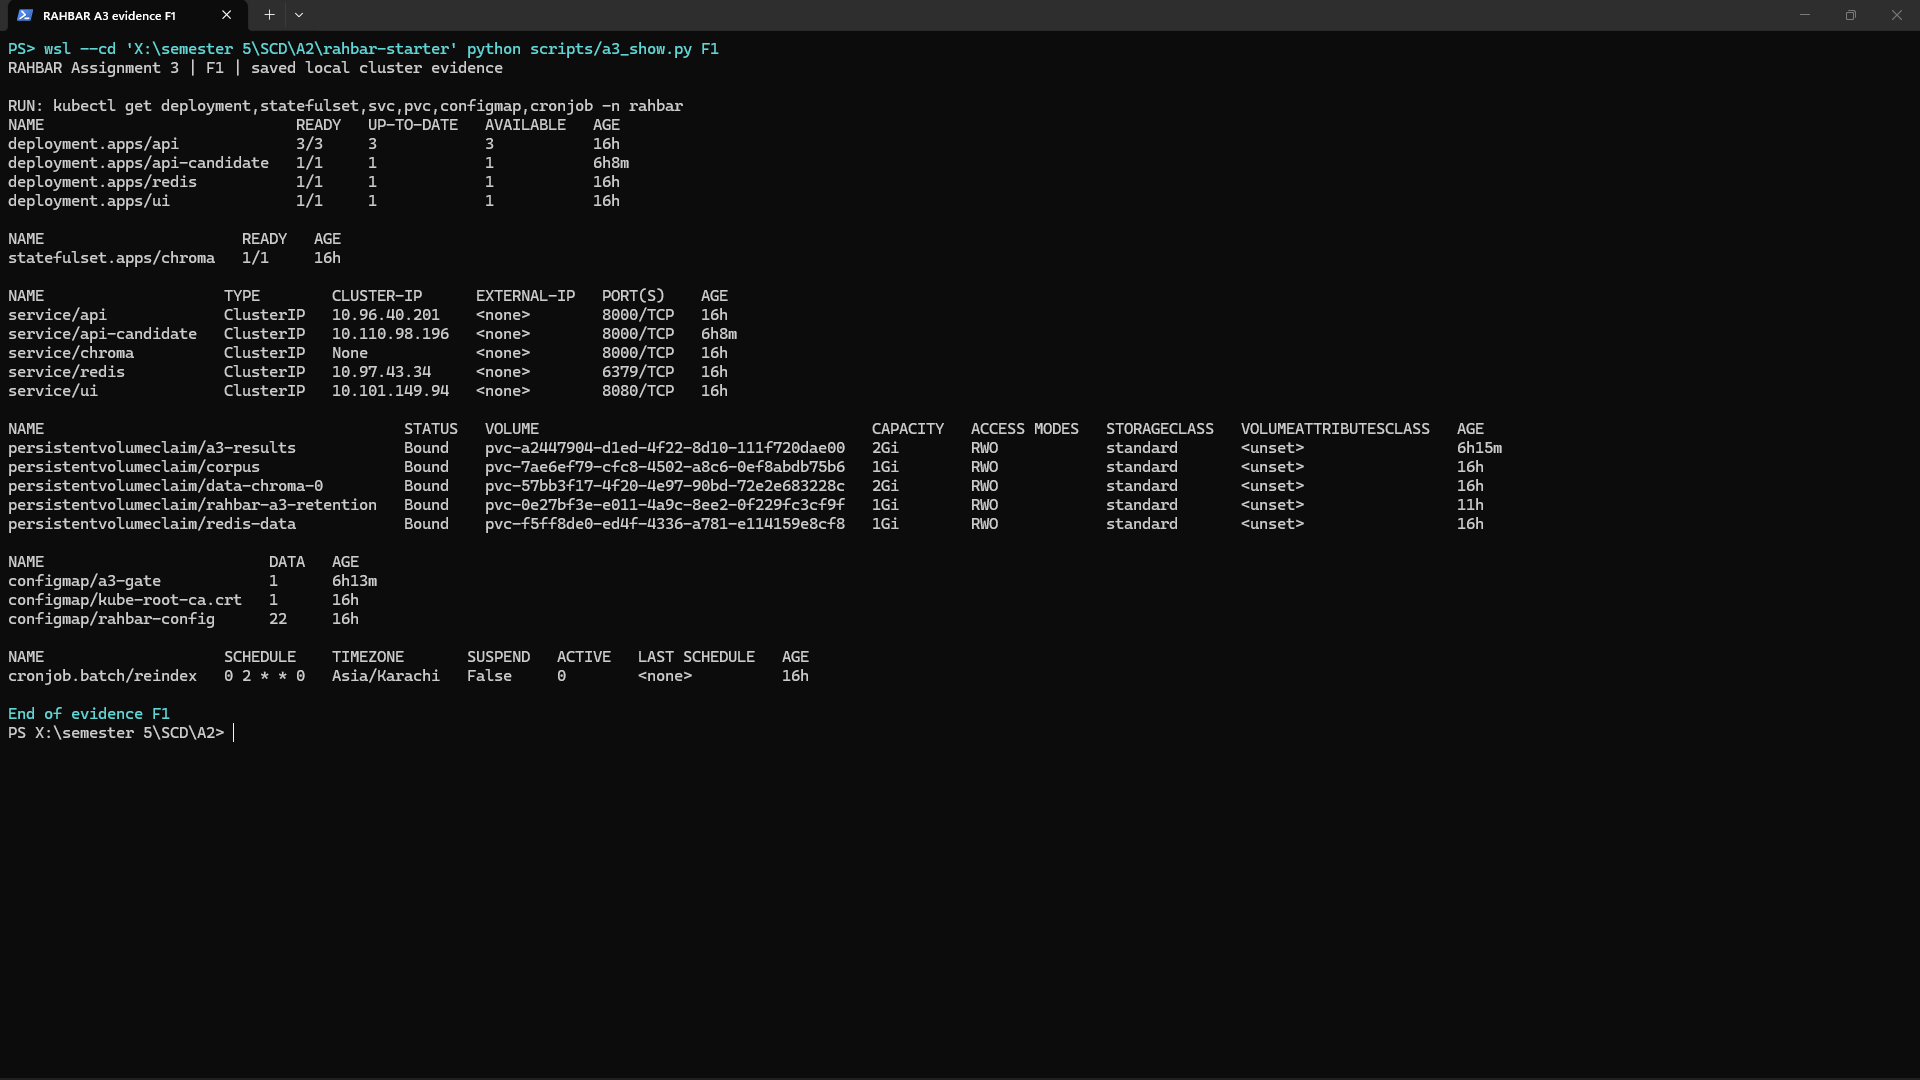 RAHBAR A3 evidence F1
PS> wsl --cd 'X:\semester 5\SCD\A2\rahbar-starter' python scripts/a3_show.py F1
RAHBAR Assignment 3 | F1 | saved local cluster evidence
RUN: kubectl get deployment,statefulset,svc,pvc,configmap,cronjob -n rahbar
NAME READY UP-TO-DATE AVAILABLE AGE
deployment.apps/api 3/3 3 3 16h
deployment.apps/api-candidate 1/1 1 1 6h8m
deployment.apps/redis 1/1 1 1 16h
deployment.apps/ui 1/1 1 1 16h
NAME READY AGE
statefulset.apps/chroma 1/1 16h
NAME TYPE CLUSTER-IP EXTERNAL-IP PORT(S) AGE
service/api ClusterIP 10.96.40.201 <none> 8000/TCP 16h
service/api-candidate ClusterIP 10.110.98.196 <none> 8000/TCP 6h8m
service/chroma ClusterIP None <none> 8000/TCP 16h
service/redis ClusterIP 10.97.43.34 <none> 6379/TCP 16h
service/ui ClusterIP 10.101.149.94 <none> 8080/TCP 16h
NAME STATUS VOLUME CAPACITY ACCESS MODES STORAGECLASS VOLUMEATTRIBUTESCLASS AGE
persistentvolumeclaim/a3-results Bound pvc-a2447904-d1ed-4f22-8d10-111f720dae00 2Gi RWO standard <unset> 6h15m
persistentvolumeclaim/corpus Bound pvc-7ae6ef79-cfc8-4502-a8c6-0ef8abdb75b6 1Gi RWO standard <unset> 16h
persistentvolumeclaim/data-chroma-0 Bound pvc-57bb3f17-4f20-4e97-90bd-72e2e683228c 2Gi RWO standard <unset> 16h
persistentvolumeclaim/rahbar-a3-retention Bound pvc-0e27bf3e-e011-4a9c-8ee2-0f229fc3cf9f 1Gi RWO standard <unset> 11h
persistentvolumeclaim/redis-data Bound pvc-f5ff8de0-ed4f-4336-a781-e114159e8cf8 1Gi RWO standard <unset> 16h
NAME DATA AGE
configmap/a3-gate 1 6h13m
configmap/kube-root-ca.crt 1 16h
configmap/rahbar-config 22 16h
NAME SCHEDULE TIMEZONE SUSPEND ACTIVE LAST SCHEDULE AGE
cronjob.batch/reindex 0 2 * * 0 Asia/Karachi False 0 <none> 16h
End of evidence F1
PS X:\semester 5\SCD\A2>